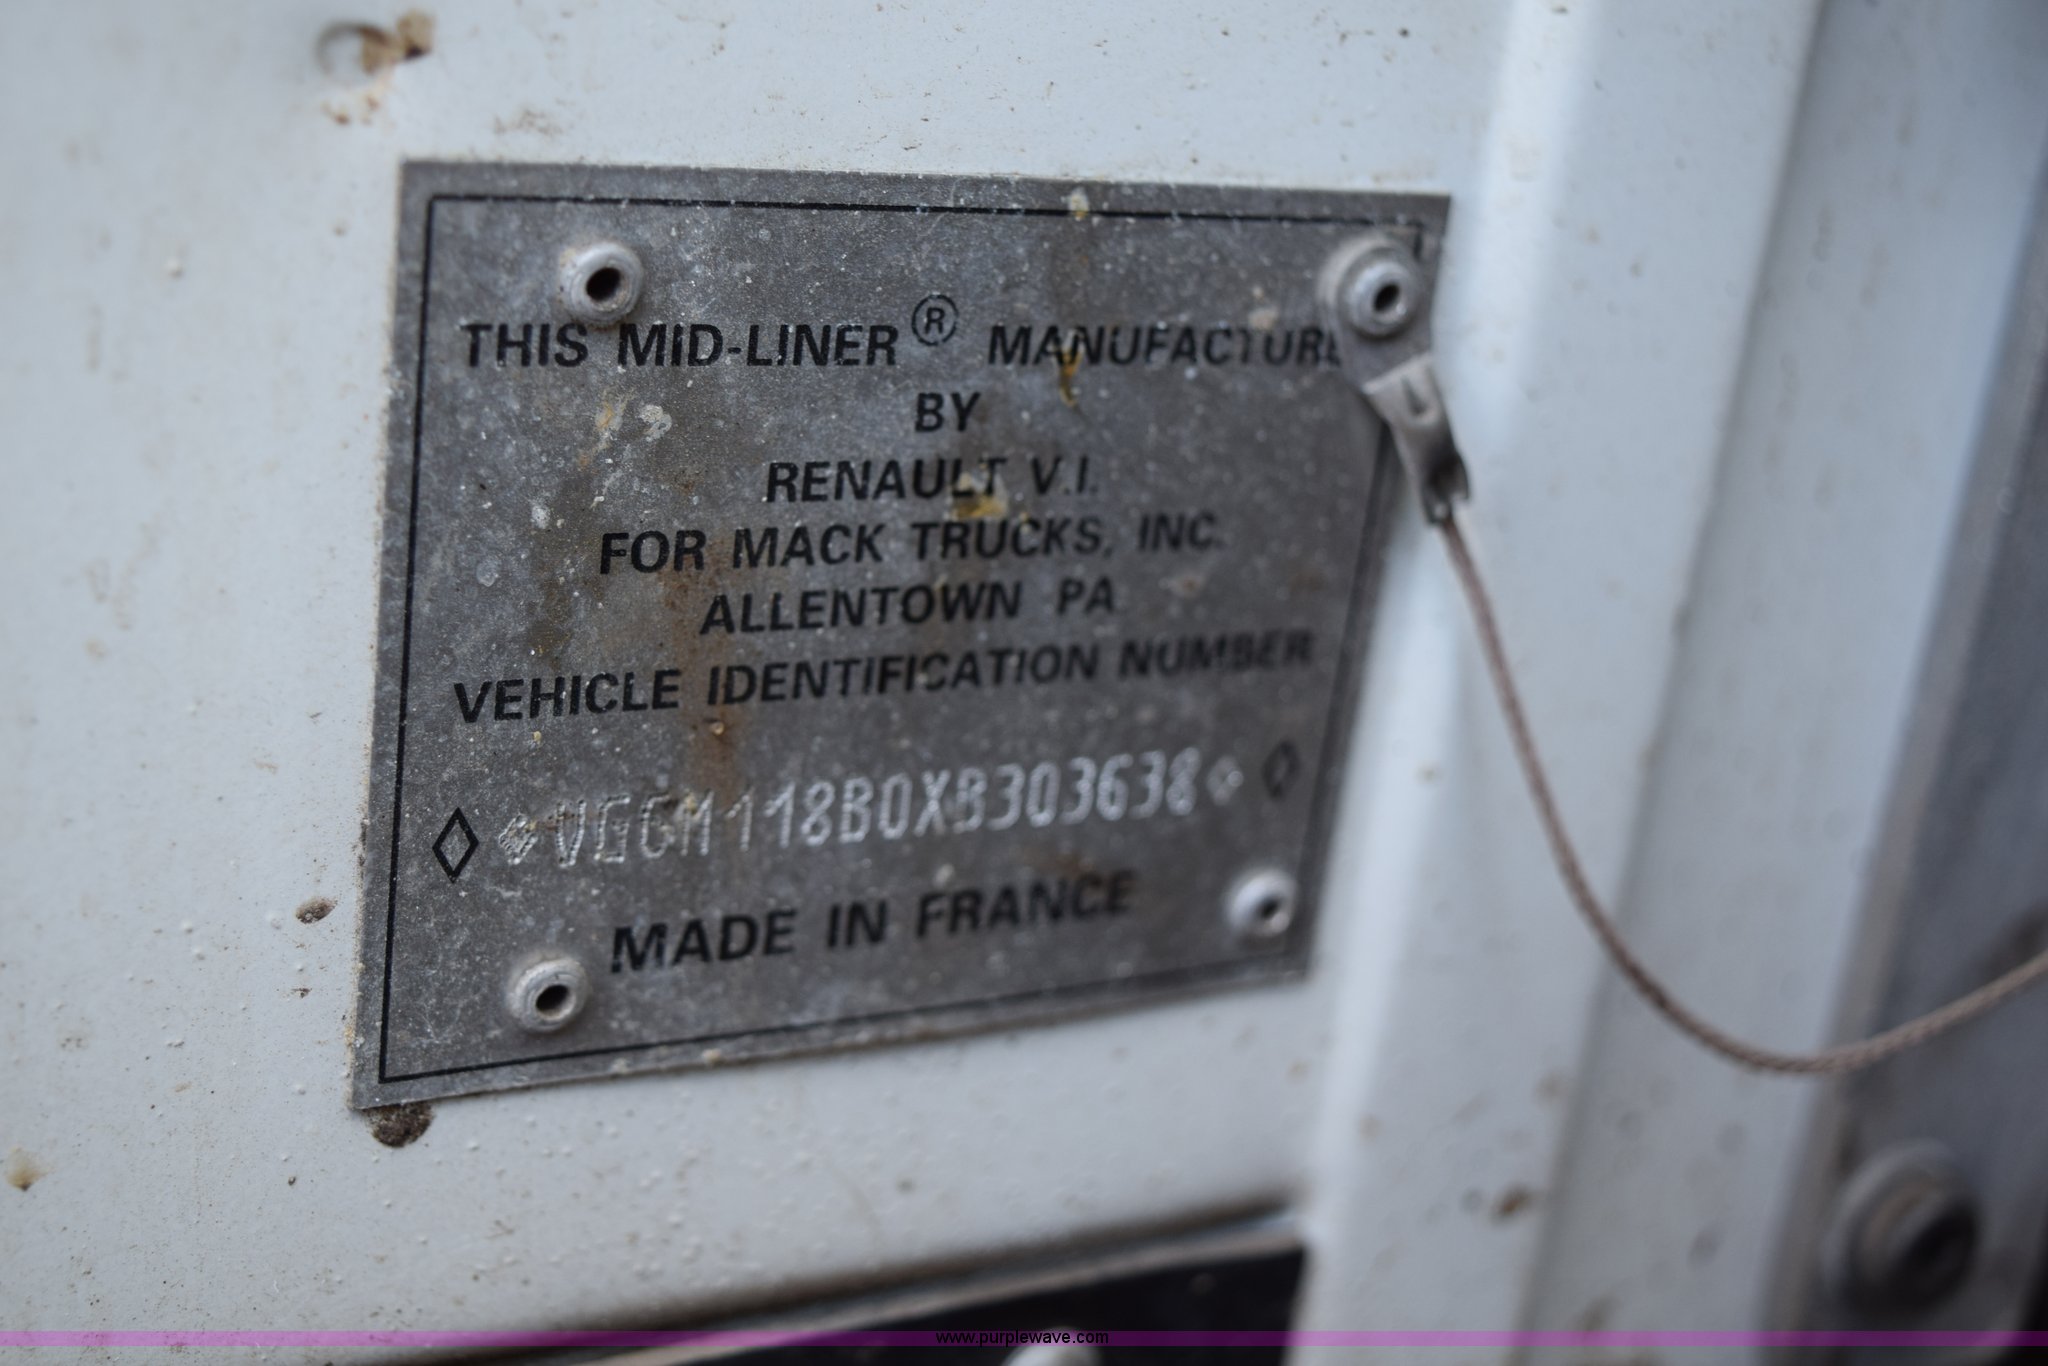 THIS MID-LINER® MANUFACTURE
BY
RENAULT V.I.
FOR MACK TRUCKS, INC.
ALLENTOWN PA
VEHICLE IDENTIFICATION NUMBER
VG6M118B0XB303638
MADE IN FRANCE
www.purplewave.com